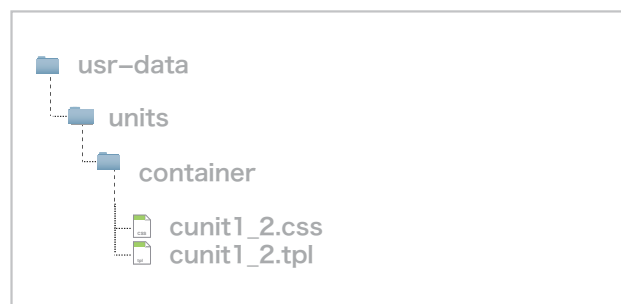 usr-data
units
container
cunit1_2.css
cunit1_2.tpl